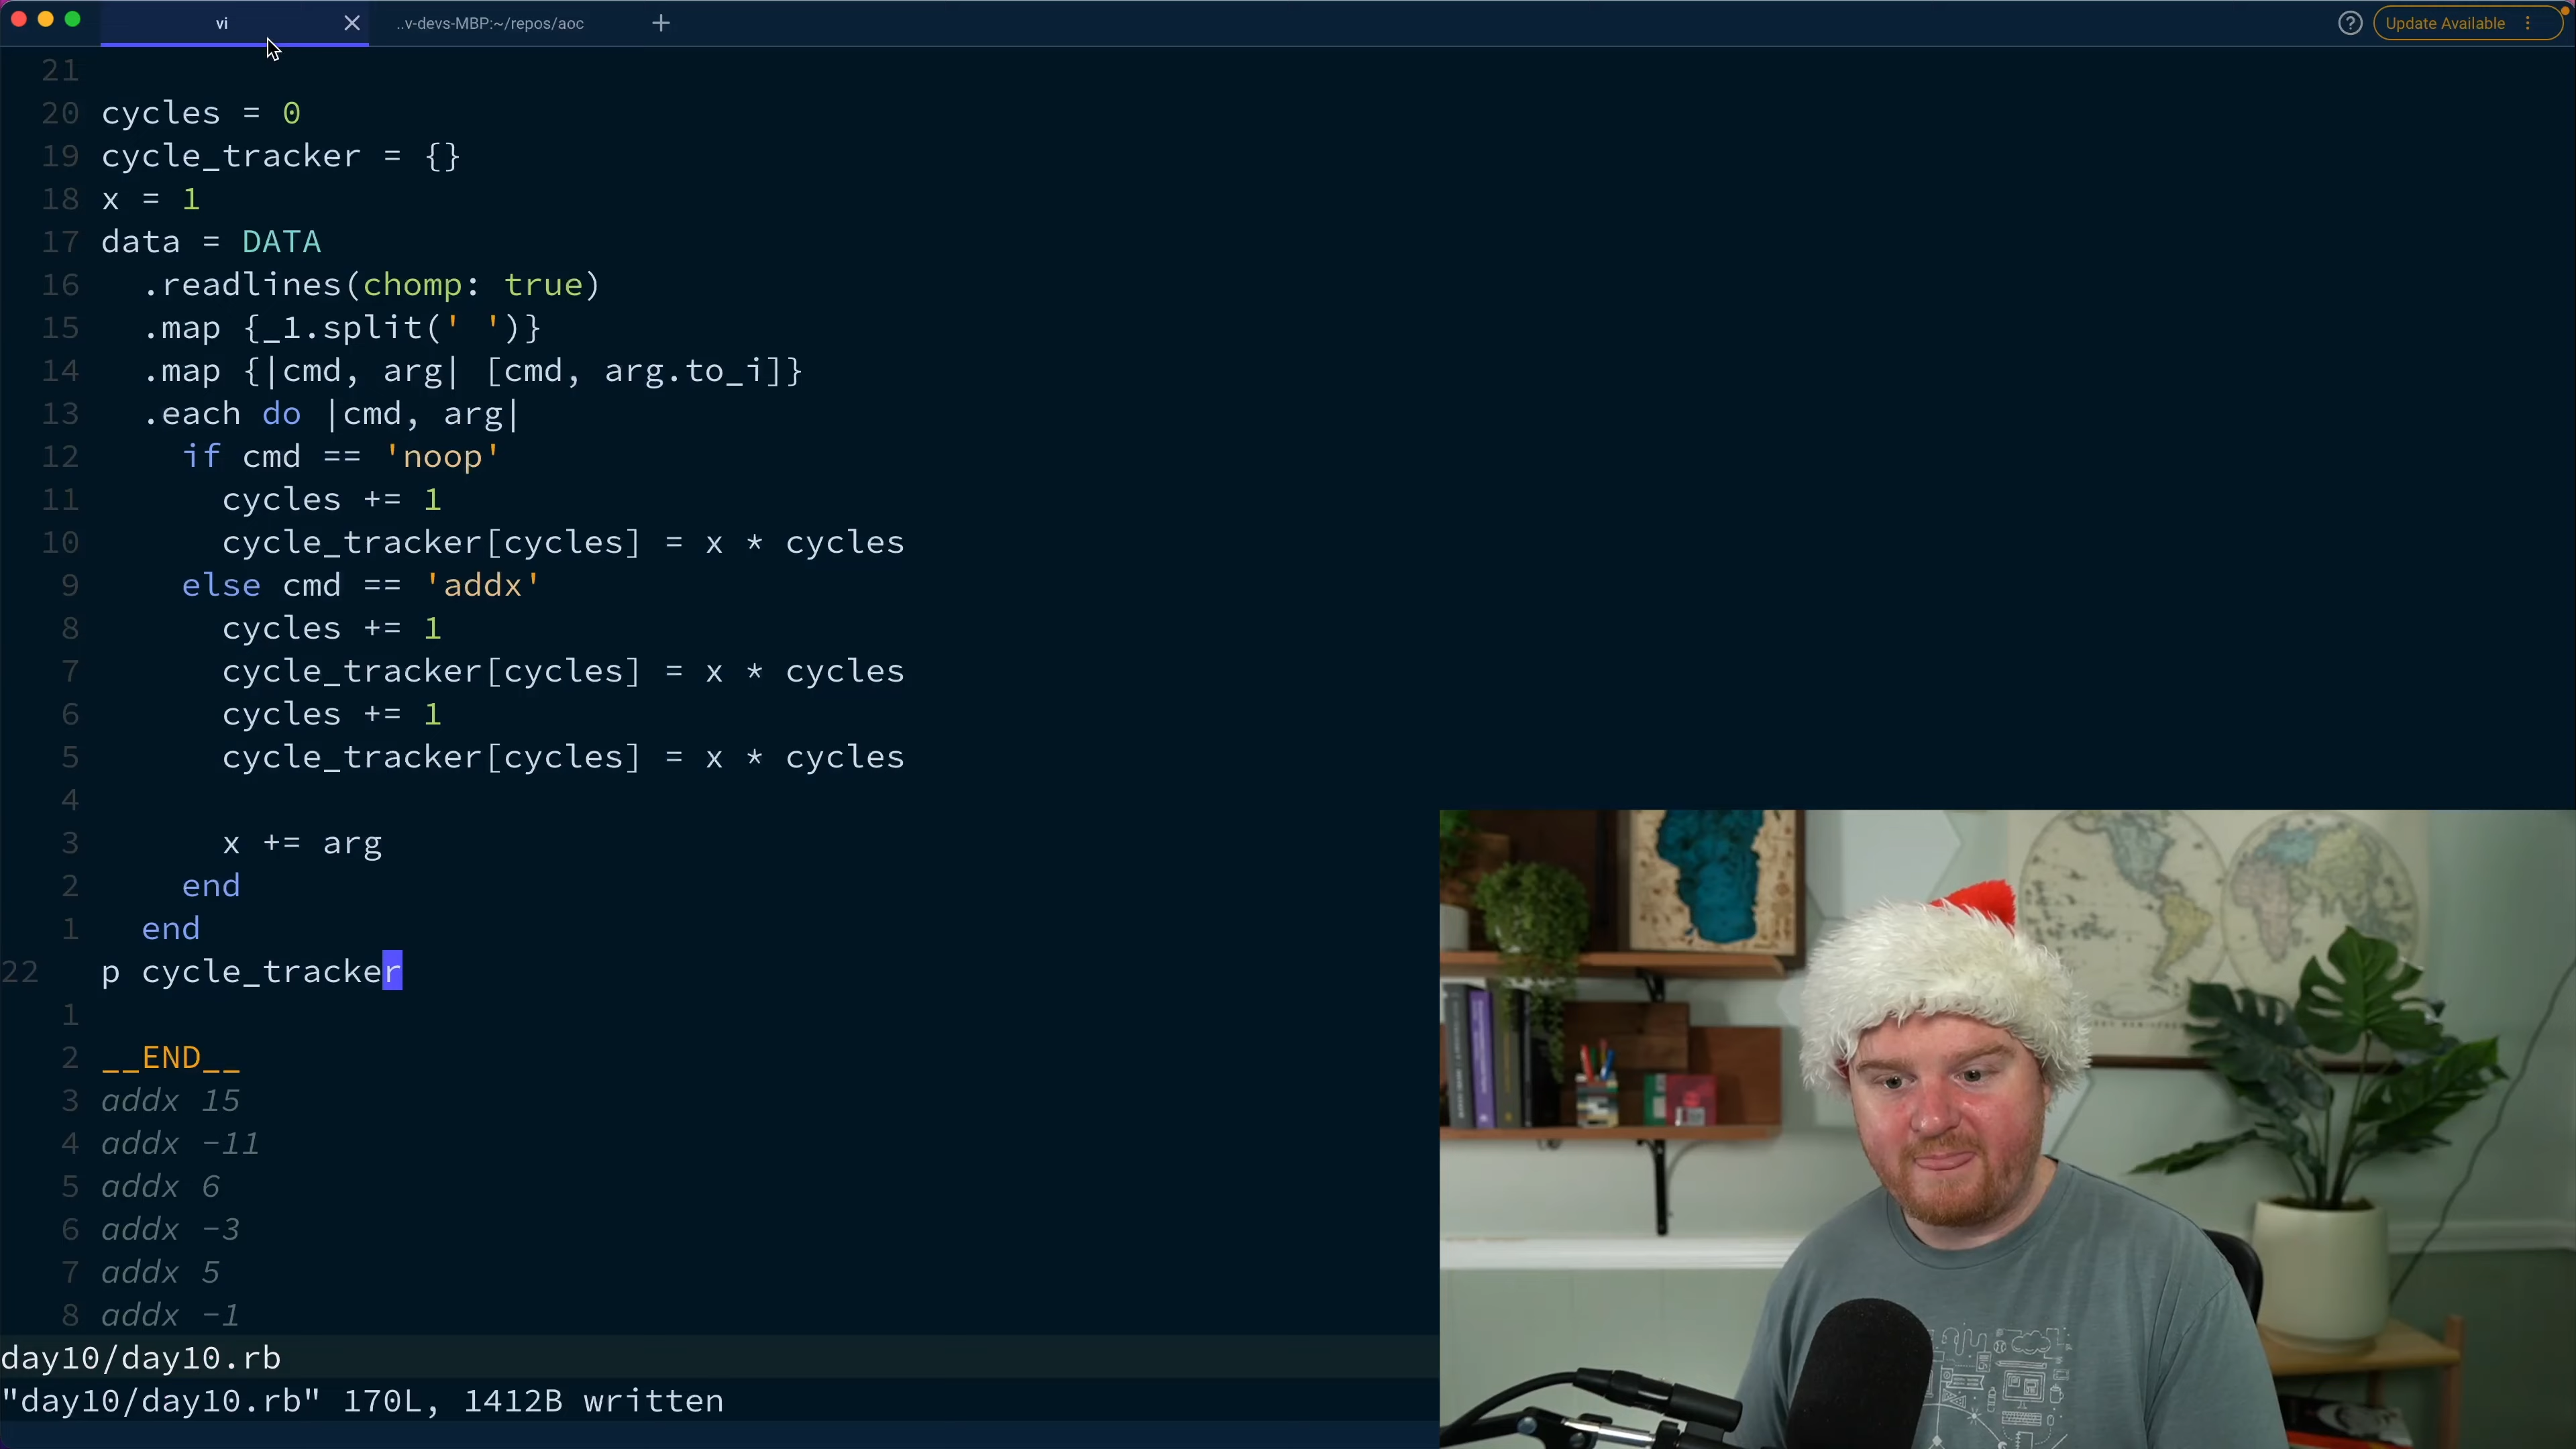 vi
..v-devs-MBP:~/repos/aoc
Update Available
21
20 cycles = 0
19 cycle_tracker = {}
18 x = 1
17 data = DATA
16 .readlines(chomp: true)
15 .map {_1.split(' ')}
14 .map {|cmd, arg| [cmd, arg.to_i]}
13 .each do |cmd, arg|
12 if cmd == 'noop'
11 cycles += 1
10 cycle_tracker[cycles] = x * cycles
9 else cmd == 'addx'
8 cycles += 1
7 cycle_tracker[cycles] = x * cycles
6 cycles += 1
5 cycle_tracker[cycles] = x * cycles
4
3 x += arg
2 end
1 end
22 p cycle_tracker
1
2 __END__
3 addx 15
4 addx -11
5 addx 6
6 addx -3
7 addx 5
8 addx -1
day10/day10.rb
"day10/day10.rb" 170L, 1412B written